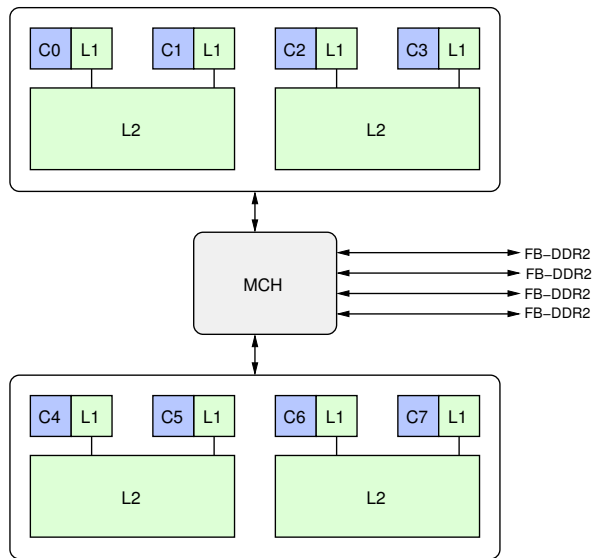 C0 L1 C1 L1 C2 L1 C3 L1
L2 L2
MCH
FB–DDR2
FB–DDR2
FB–DDR2
FB–DDR2
C4 L1 C5 L1 C6 L1 C7 L1
L2 L2